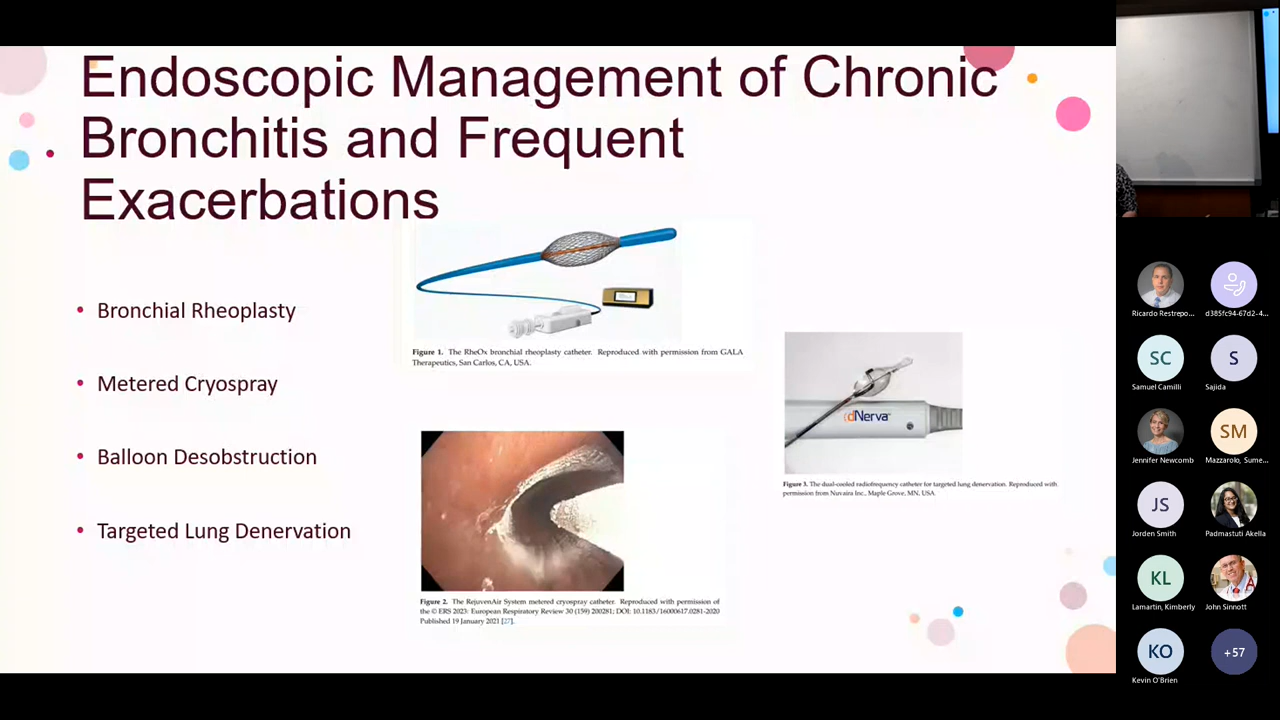 Endoscopic Management of Chronic
Bronchitis and Frequent
Exacerbations
• Bronchial Rheoplasty
• Metered Cryospray
• Balloon Desobstruction
• Targeted Lung Denervation
Figure 1. The RheOx bronchial rheoplasty catheter. Reproduced with permission from GALA
Therapeutics, San Carlos, CA, USA.
dNerva
Figure 3. The dual-cooled radiofrequency catheter for targeted lung denervation. Reproduced with
permission from Nuvaira Inc., Maple Grove, MN, USA.
Figure 2. The RejuvenAir System metered cryospray catheter. Reproduced with permission of
the © ERS 2023: European Respiratory Review 30 (159) 200281; DOI: 10.1183/16000617.0281-2020
Published 19 January 2021 [27].
Ricardo Restrepo...
d385fc94-67d2-4...
SC
S
Samuel Camilli
Sajida
SM
Jennifer Newcomb
Mazzarolo, Sume...
JS
Jorden Smith
Padmastuti Akella
KL
A
Lamartin, Kimberly
John Sinnott
KO
+57
Kevin O'Brien